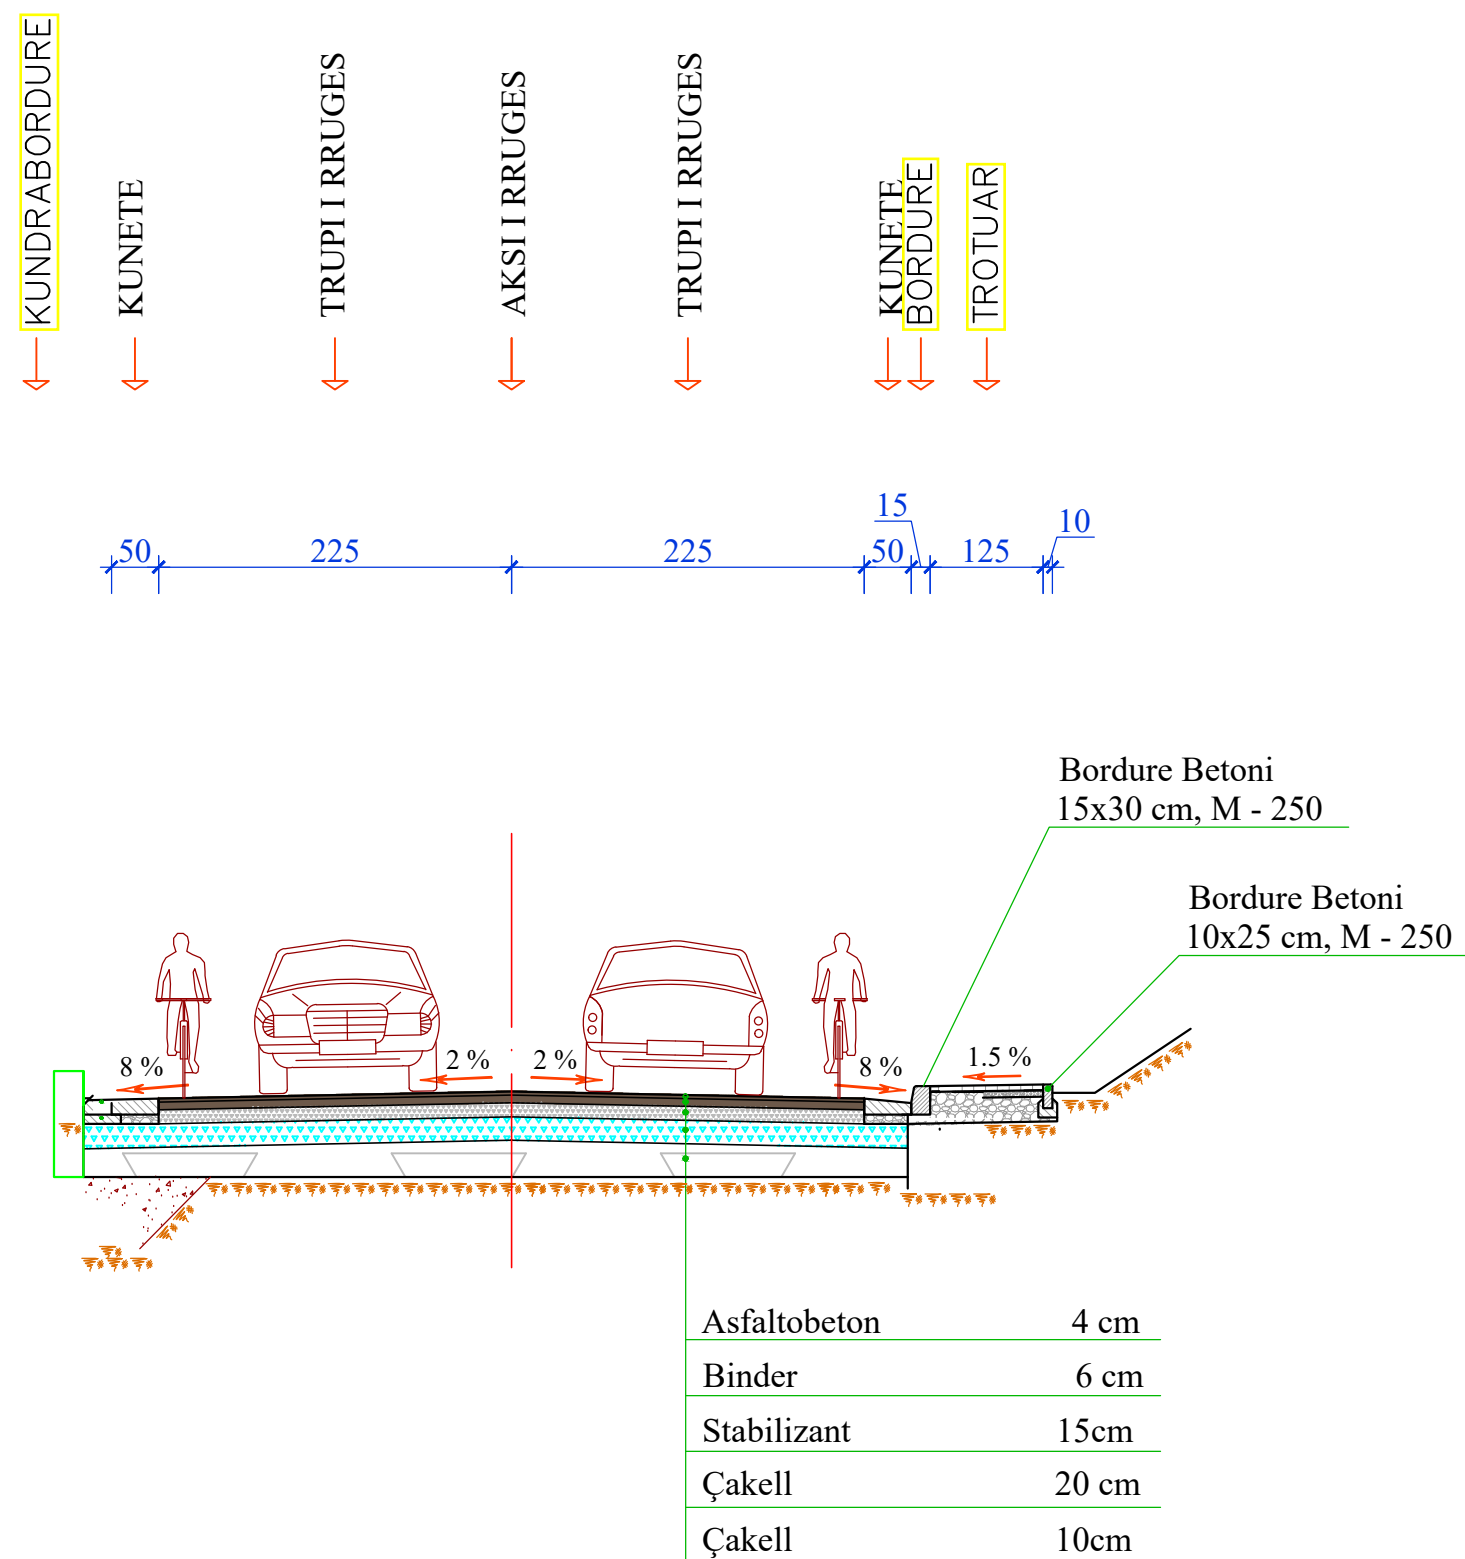 KUNDRABORDURE
KUNETE
TRUPI I RRUGES
AKSI I RRUGES
TRUPI I RRUGES
KUNETE
BORDURE
TROTUAR
50
225
225
50
15
125
10
Bordure Betoni
15x30 cm, M - 250
Bordure Betoni
10x25 cm, M - 250
8 %
2 %
2 %
8 %
1.5 %
Asfaltobeton 4 cm
Binder 6 cm
Stabilizant 15cm
Çakell 20 cm
Çakell 10cm